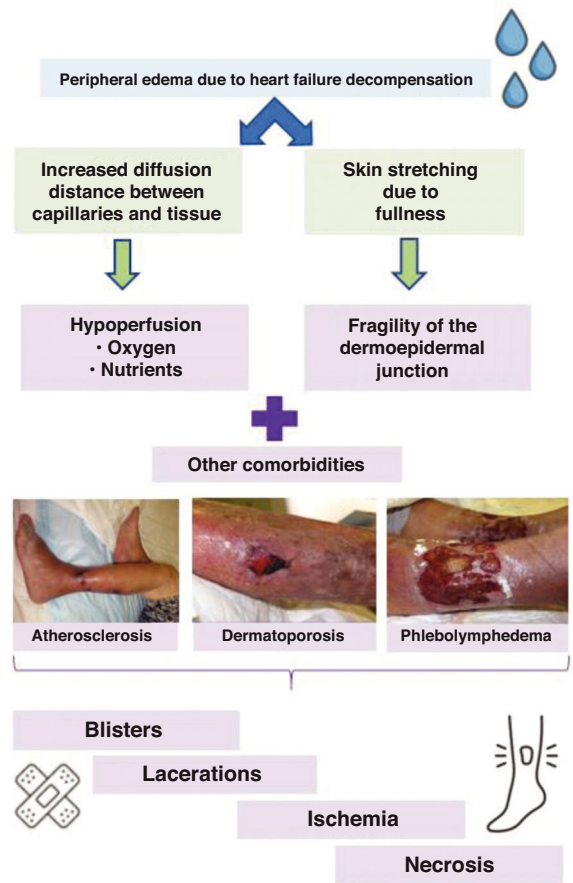 Peripheral edema due to heart failure decompensation
Increased diffusion
distance between
capillaries and tissue
Skin stretching
due to
fullness
Hypoperfusion
· Oxygen
· Nutrients
Fragility of the
dermoepidermal
junction
Other comorbidities
Atherosclerosis
Dermatoporosis
Phlebolymphedema
Blisters
Lacerations
Ischemia
Necrosis